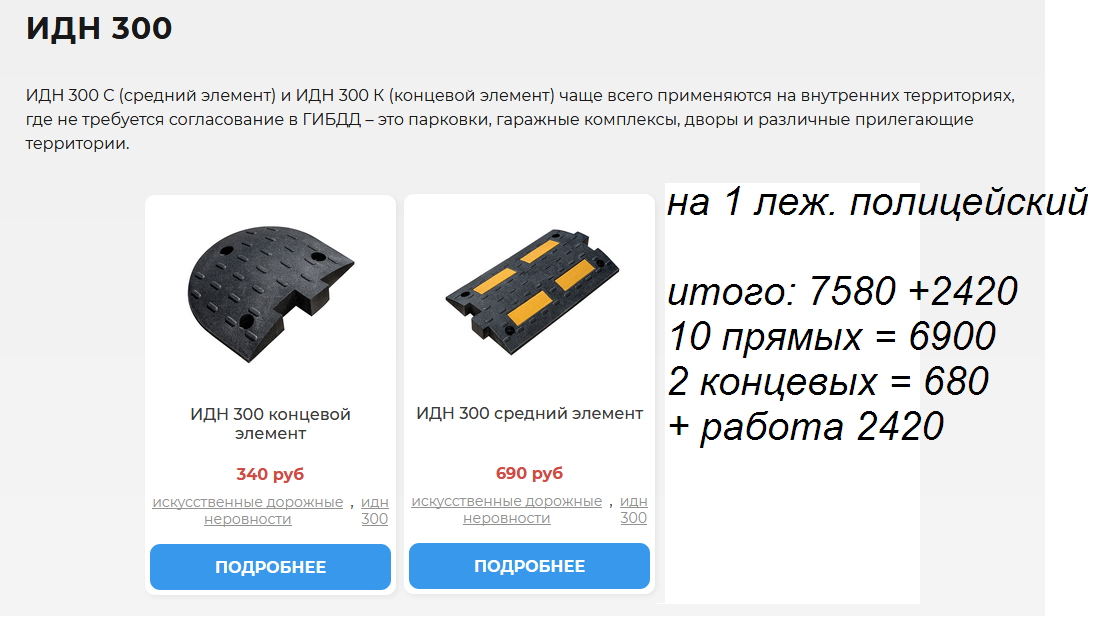 ИДН 300
ИДН 300 С (средний элемент) и ИДН 300 К (концевой элемент) чаще всего применяются на внутренних территориях,
где не требуется согласование в ГИБДД – это парковки, гаражные комплексы, дворы и различные прилегающие
территории.
ИДН 300 концевой
элемент
340 руб
искусственные дорожные , идн
неровности 300
ПОДРОБНЕЕ
ИДН 300 средний элемент
690 руб
искусственные дорожные , идн
неровности 300
ПОДРОБНЕЕ
на 1 леж. полицейский
итого: 7580 +2420
10 прямых = 6900
2 концевых = 680
+ работа 2420